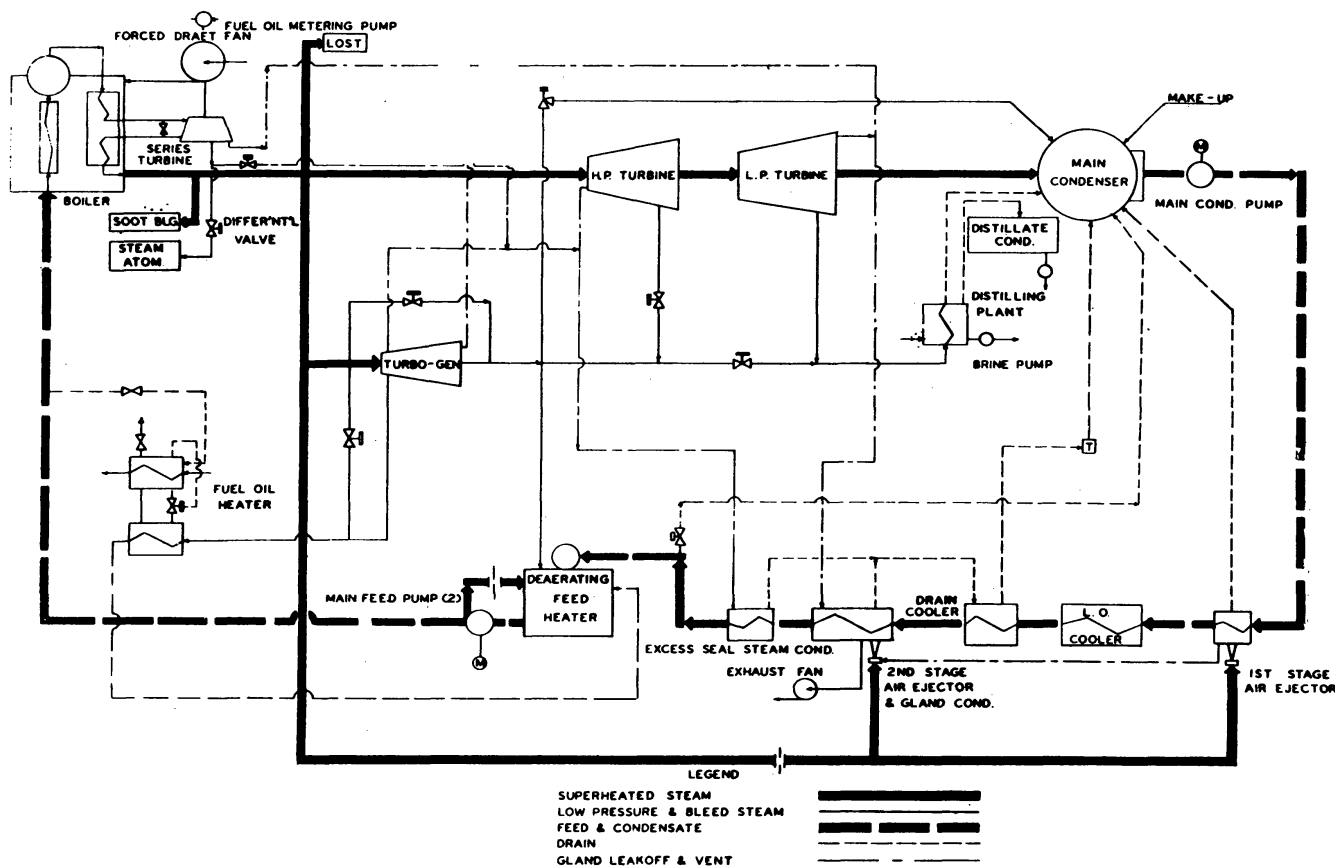 FUEL OIL METERING PUMP
FORCED DRAFT FAN
LOST
MAKE-UP
SERIES
TURBINE
H.P. TURBINE
L.P. TURBINE
MAIN
CONDENSER
M
MAIN COND. PUMP
BOILER
SOOT BLG
DIFFER'NT'L
VALVE
STEAM
ATOM.
DISTILLATE
COND.
DISTILLING
PLANT
BRINE PUMP
TURBO-GEN
T
FUEL OIL
HEATER
MAIN FEED PUMP (2)
DEAERATING
FEED
HEATER
M
DRAIN
COOLER
L.O.
COOLER
EXCESS SEAL STEAM COND.
EXHAUST FAN
2ND STAGE
AIR EJECTOR
& GLAND COND.
1ST STAGE
AIR EJECTOR
LEGEND
SUPERHEATED STEAM
LOW PRESSURE & BLEED STEAM
FEED & CONDENSATE
DRAIN
GLAND LEAKOFF & VENT